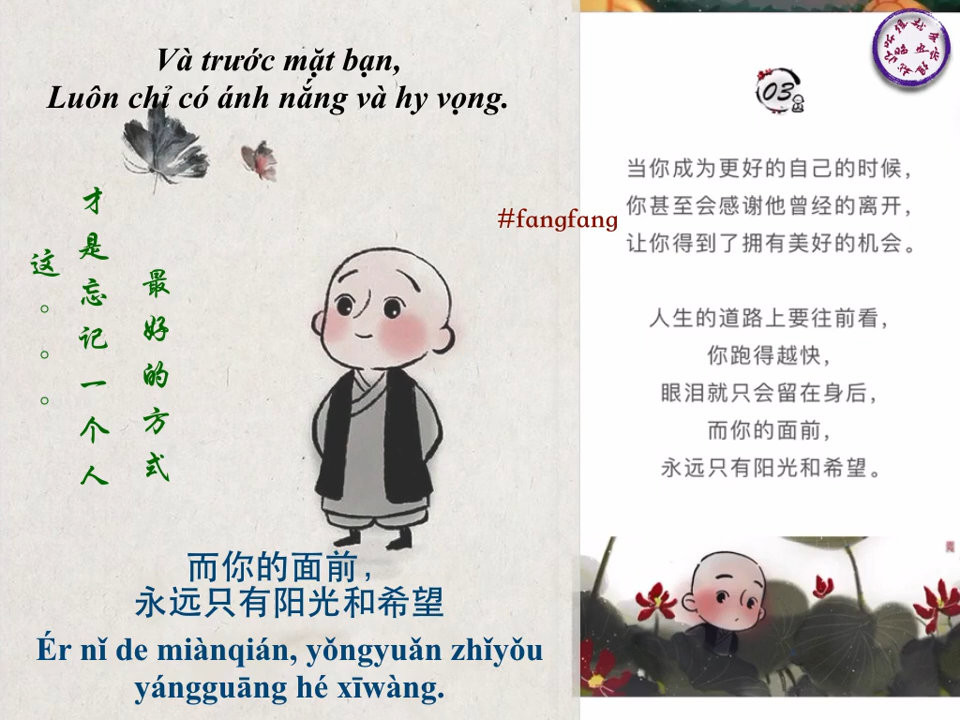 Và trước mặt bạn,
Luôn chỉ có ánh nắng và hy vọng.
这。。。
才是忘记一个人
最好的方式
而你的面前，
永远只有阳光和希望
Ér nǐ de miànqián, yǒngyuǎn zhǐyǒu
yángguāng hé xīwàng.
#fangfang
03
当你成为更好的自己的时候，
你甚至会感谢他曾经的离开，
让你得到了拥有美好的机会。
人生的道路上要往前看，
你跑得越快，
眼泪就只会留在身后，
而你的面前，
永远只有阳光和希望。